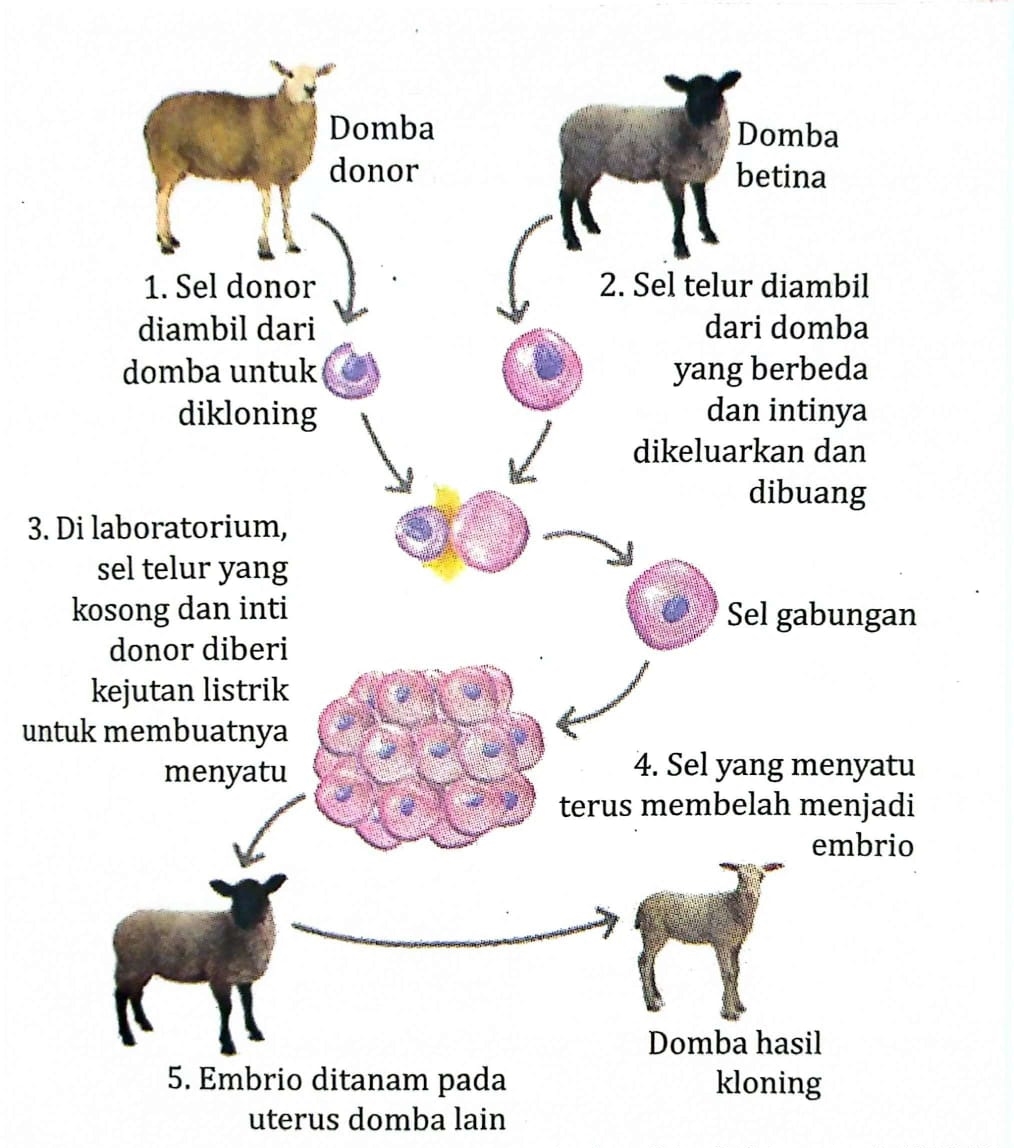 Domba
donor
Domba
betina
1. Sel donor
diambil dari
domba untuk
dikloning
2. Sel telur diambil
dari domba
yang berbeda
dan intinya
dikeluarkan dan
dibuang
3. Di laboratorium,
sel telur yang
kosong dan inti
donor diberi
kejutan listrik
untuk membuatnya
menyatu
Sel gabungan
4. Sel yang menyatu
terus membelah menjadi
embrio
5. Embrio ditanam pada
uterus domba lain
Domba hasil
kloning